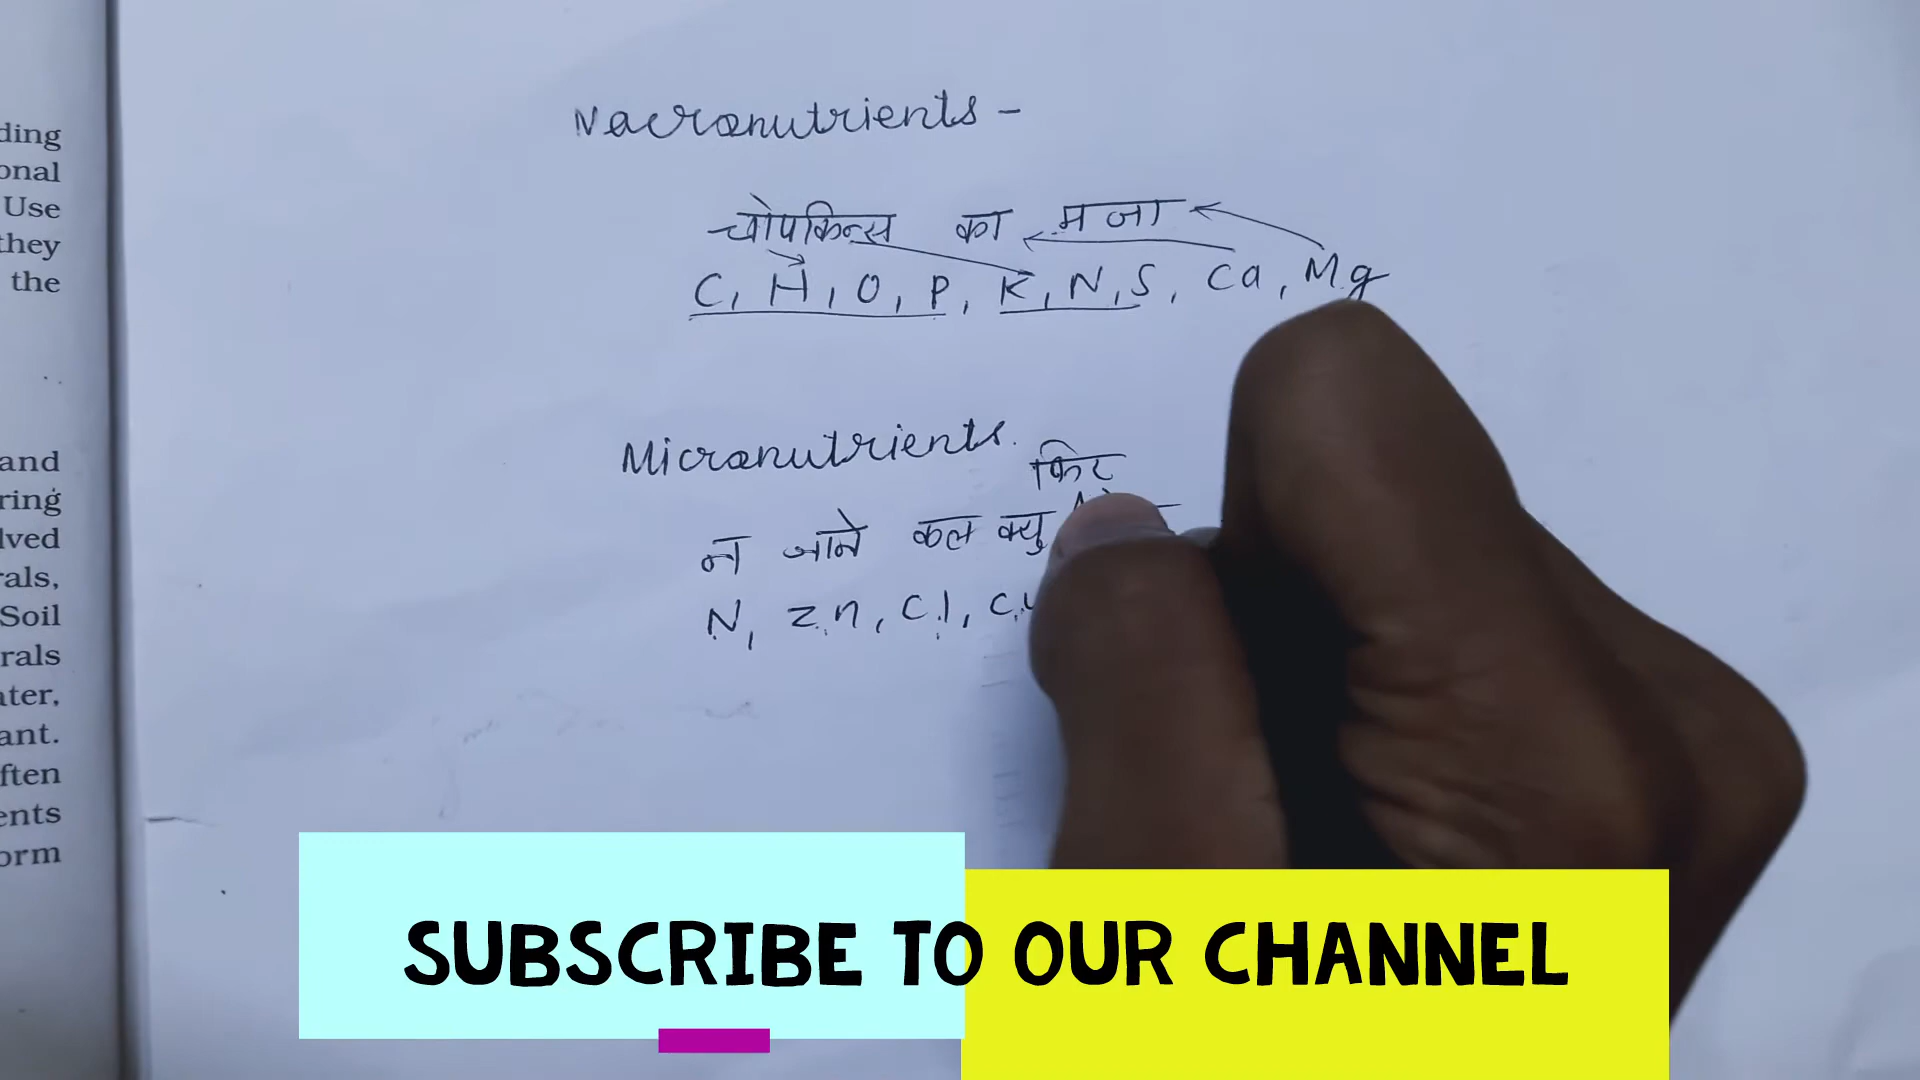 ding
onal
Use
they
the
and
ring
lved
rals,
Soil
rals
ater,
ant.
ften
ents
orm
Macronutrients -
चोपकिन्स का मजा
C, H, O, P, K, N, S, Ca, Mg
Micronutrients.
फिर
न जाने कल क्यु
N, Zn, Cl, Cu
SUBSCRIBE TO OUR CHANNEL